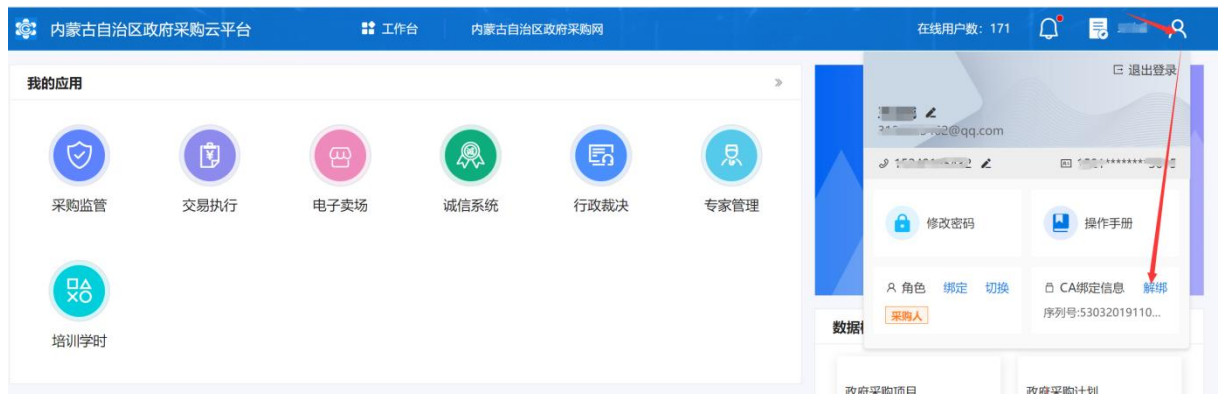 内蒙古自治区政府采购云平台 工作台 内蒙古自治区政府采购网 在线用户数：171
我的应用
采购监管 交易执行 电子卖场 诚信系统 行政裁决 专家管理
培训学时
退出登录
@qq.com
修改密码 操作手册
角色 绑定 切换 CA绑定信息 解绑
采购人 序列号:53032019110...
数据
政府采购项目 政府采购计划